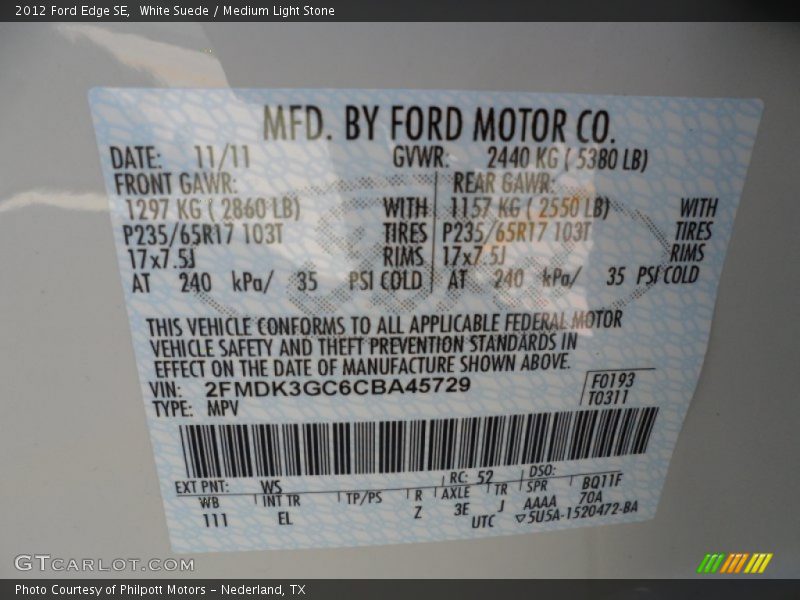 2012 Ford Edge SE,  White Suede / Medium Light Stone
MFD. BY FORD MOTOR CO.
DATE: 11/11 GVWR: 2440 KG ( 5380 LB)
FRONT GAWR: REAR GAWR:
1297 KG ( 2860 LB) WITH 1157 KG ( 2550 LB) WITH
P235/65R17 103T TIRES P235/65R17 103T TIRES
17x7.5J RIMS 17x7.5J RIMS
AT 240 kPa/ 35 PSI COLD AT 240 kPa/ 35 PSI COLD
THIS VEHICLE CONFORMS TO ALL APPLICABLE FEDERAL MOTOR
VEHICLE SAFETY AND THEFT PREVENTION STANDARDS IN
EFFECT ON THE DATE OF MANUFACTURE SHOWN ABOVE.
VIN: 2FMDK3GC6CBA45729 F0193
TYPE: MPV T0311
EXT PNT: WS RC: 52 DSO:
WB INT TR TP/PS R AXLE TR SPR BQ11F
111 EL Z 3E J AAAA 70A
UTC ▽5U5A-1520472-BA
GTCARLOT.COM
Photo Courtesy of Philpott Motors - Nederland, TX